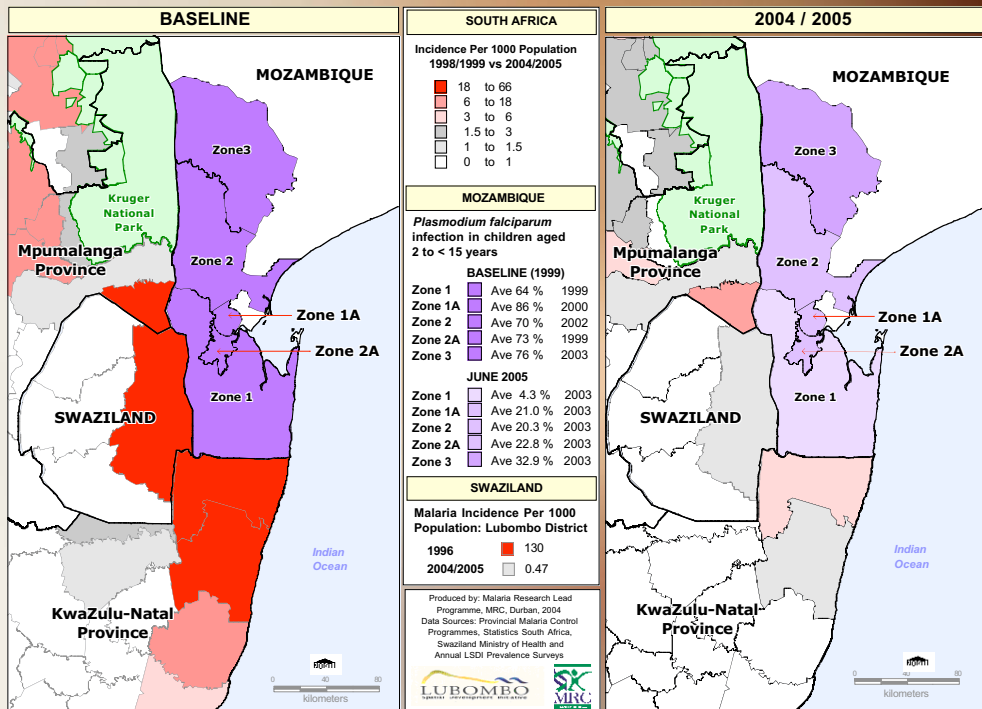 BASELINE
MOZAMBIQUE
Zone3
Kruger
National
Park
Zone 2
Mpumalanga
Province
Zone 1A
Zone 2A
Zone 1
SWAZILAND
Indian
Ocean
KwaZulu-Natal
Province
0 40 80
kilometers
SOUTH AFRICA
Incidence Per 1000 Population
1998/1999 vs 2004/2005
18 to 66
6 to 18
3 to 6
1.5 to 3
1 to 1.5
0 to 1
MOZAMBIQUE
Plasmodium falciparum
infection in children aged
2 to < 15 years
BASELINE (1999)
Zone 1 Ave 64 % 1999
Zone 1A Ave 86 % 2000
Zone 2 Ave 70 % 2002
Zone 2A Ave 73 % 1999
Zone 3 Ave 76 % 2003
JUNE 2005
Zone 1 Ave 4.3 % 2003
Zone 1A Ave 21.0 % 2003
Zone 2 Ave 20.3 % 2003
Zone 2A Ave 22.8 % 2003
Zone 3 Ave 32.9 % 2003
SWAZILAND
Malaria Incidence Per 1000
Population: Lubombo District
1996 130
2004/2005 0.47
Produced by: Malaria Research Lead
Programme, MRC, Durban, 2004
Data Sources: Provincial Malaria Control
Programmes, Statistics South Africa,
Swaziland Ministry of Health and
Annual LSDI Prevalence Surveys
LUBOMBO
Spatial Development Initiative
MRC
2004 / 2005
MOZAMBIQUE
Zone 3
Kruger
National
Park
Mpumalanga
Province
Zone 2
Zone 1A
Zone 2A
Zone 1
SWAZILAND
Indian
Ocean
KwaZulu-Natal
Province
0 40 80
kilometers